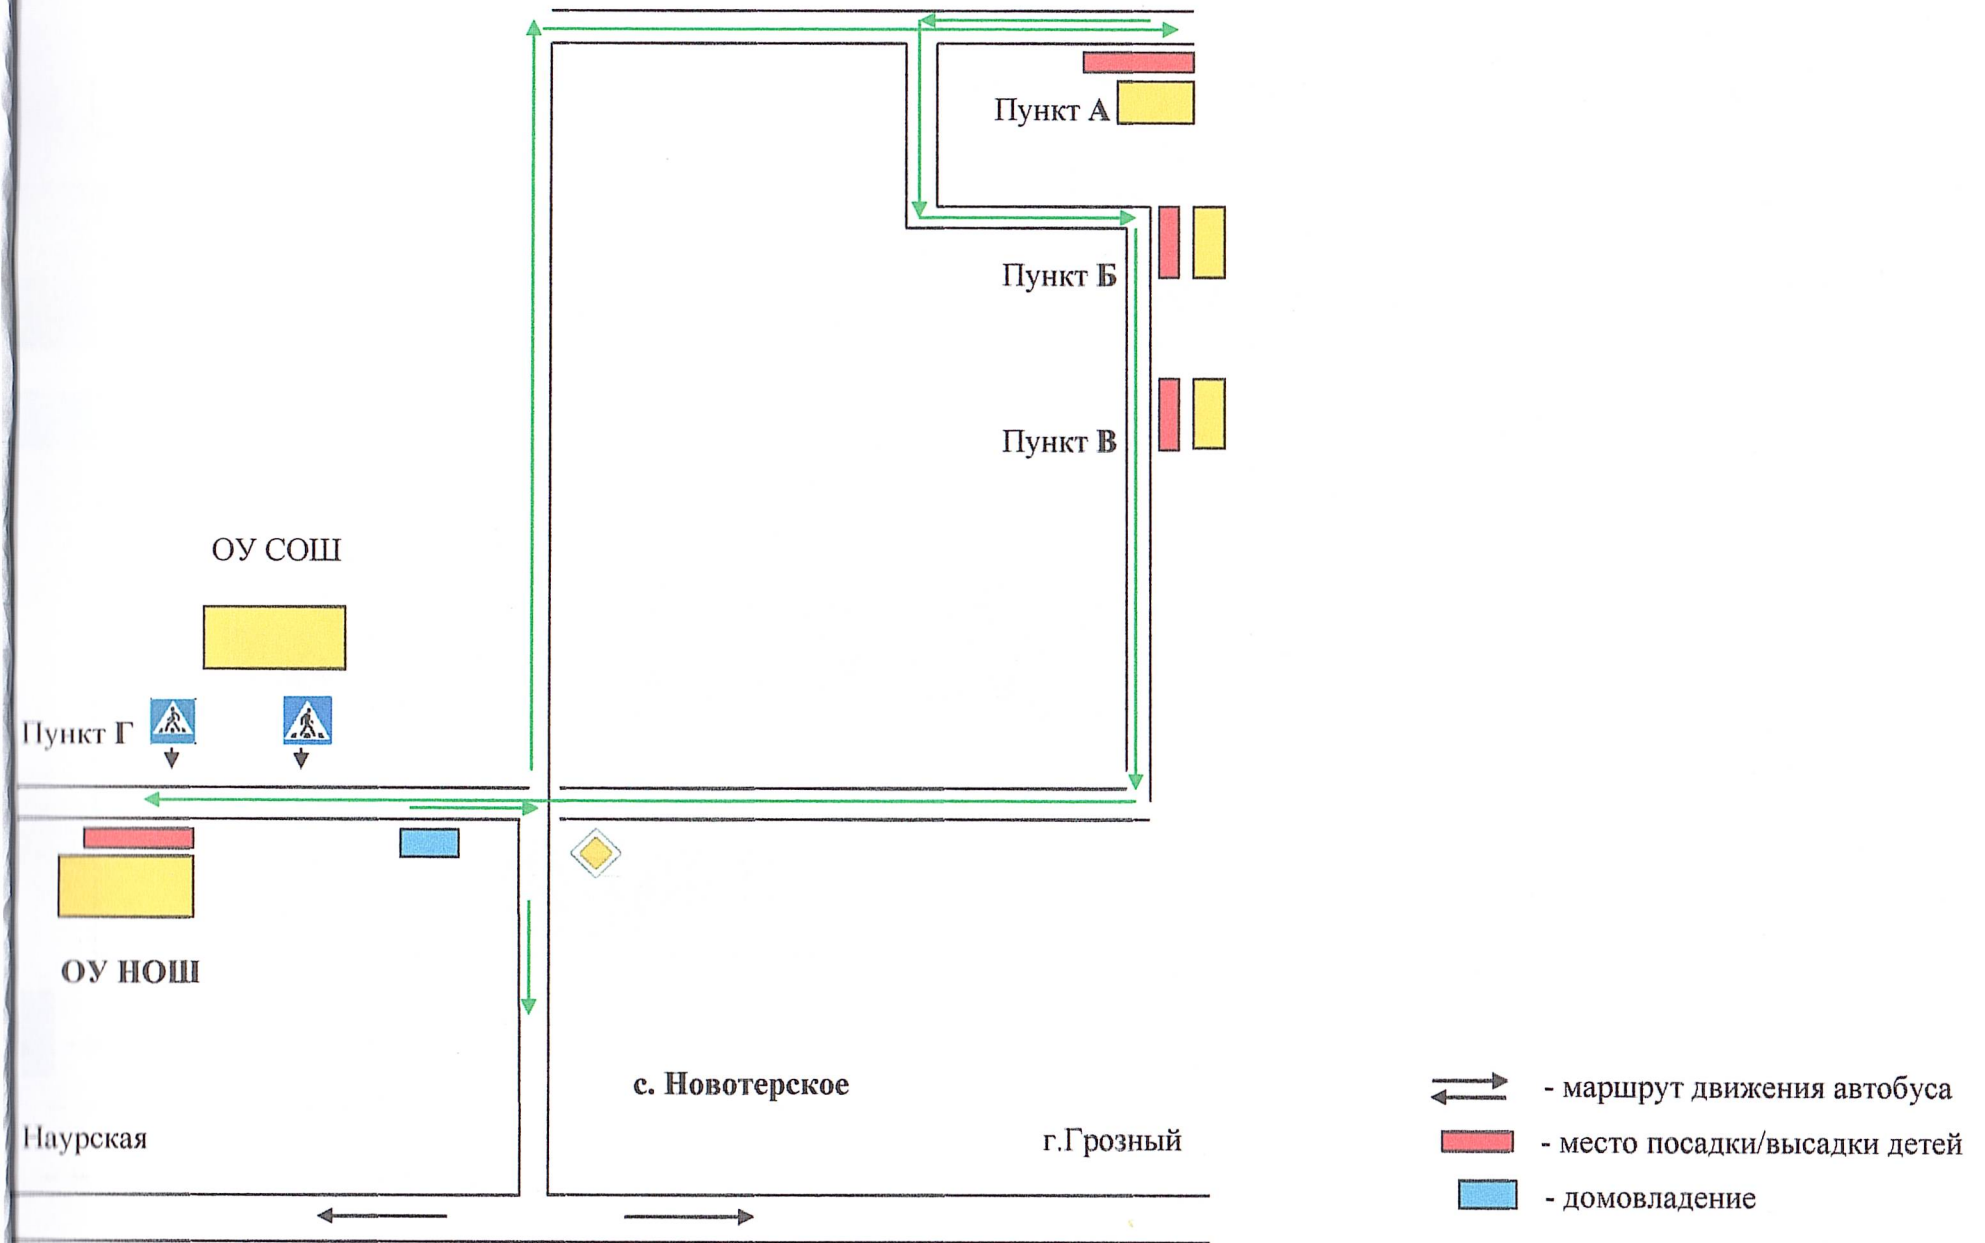 Пункт А
Пункт Б
Пункт В
ОУ СОШ
Пункт Г
ОУ НОШ
с. Новотерское
Наурская
г.Грозный
- маршрут движения автобуса
- место посадки/высадки детей
- домовладение